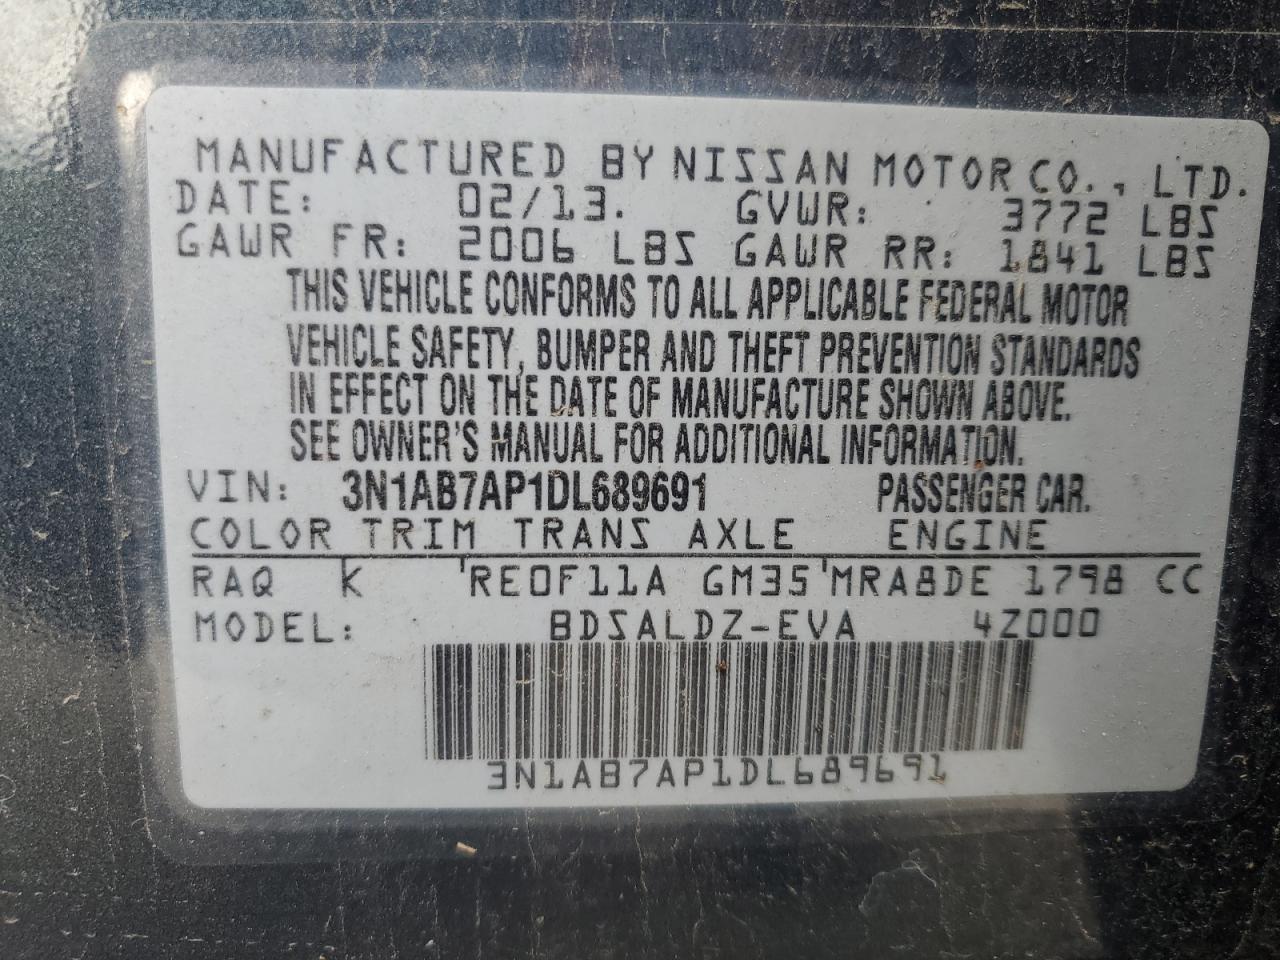 MANUFACTURED BY NISSAN MOTOR CO., LTD.
DATE: 02/13. GVWR: 3772 LBS
GAWR FR: 2006 LBS GAWR RR: 1841 LBS
THIS VEHICLE CONFORMS TO ALL APPLICABLE FEDERAL MOTOR
VEHICLE SAFETY, BUMPER AND THEFT PREVENTION STANDARDS
IN EFFECT ON THE DATE OF MANUFACTURE SHOWN ABOVE.
SEE OWNER'S MANUAL FOR ADDITIONAL INFORMATION.
VIN: 3N1AB7AP1DL689691 PASSENGER CAR.
COLOR TRIM TRANS AXLE ENGINE
RAQ K 'RE0F11A GM35'MRA8DE 1798 CC
MODEL: BDSALDZ-EVA 4Z000
3N1AB7AP1DL689691